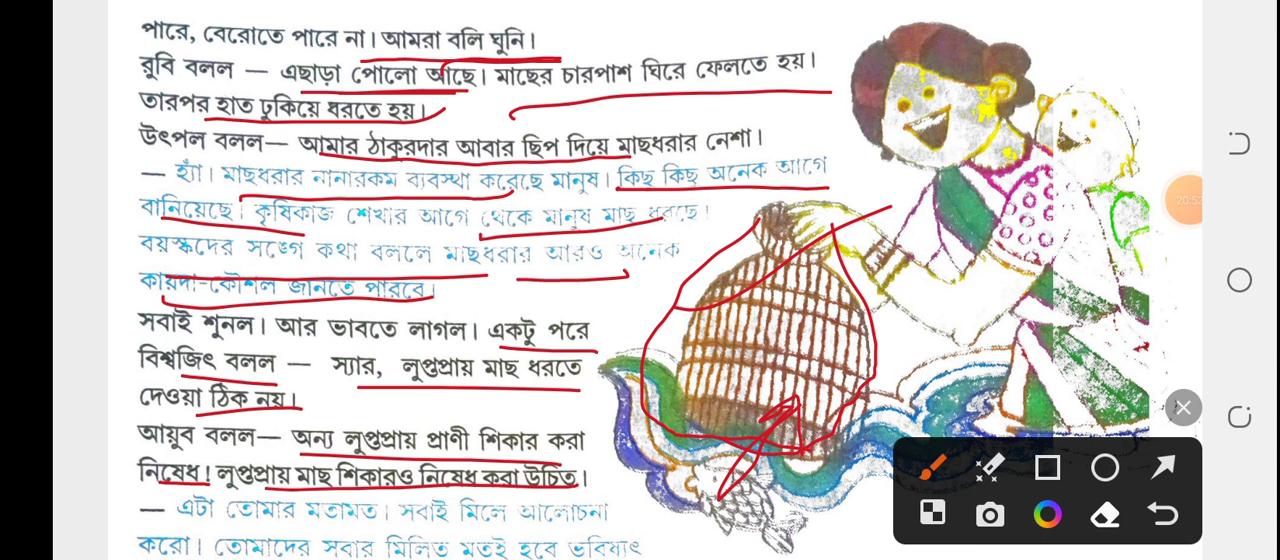 পারে, বেরোতে পারে না। আমরা বলি ঘুনি।
রুবি বলল — এছাড়া পোলো আছে। মাছের চারপাশ ঘিরে ফেলতে হয়।
তারপর হাত ঢুকিয়ে ধরতে হয়।
উৎপল বলল— আমার ঠাকুরদার আবার ছিপ দিয়ে মাছধরার নেশা।
— হ্যাঁ। মাছধরার নানারকম ব্যবস্থা করেছে মানুষ। কিছু কিছু অনেক আগে
বানিয়েছে। কৃষিকাজ শেখার আগে থেকে মানুষ মাছ ধরছে।
বয়স্কদের সঙ্গে কথা বললে মাছধরার আরও অনেক
কায়দা-কৌশল জানতে পারবে।
সবাই শুনল। আর ভাবতে লাগল। একটু পরে
বিশ্বজিৎ বলল — স্যার, লুপ্তপ্রায় মাছ ধরতে
দেওয়া ঠিক নয়।
আয়ুব বলল— অন্য লুপ্তপ্রায় প্রাণী শিকার করা
নিষেধ! লুপ্তপ্রায় মাছ শিকারও নিষেধ করা উচিত।
— এটা তোমার মতামত। সবাই মিলে আলোচনা
করো। তোমাদের সবার মিলিত মতই হবে ভবিষ্যৎ
20:52